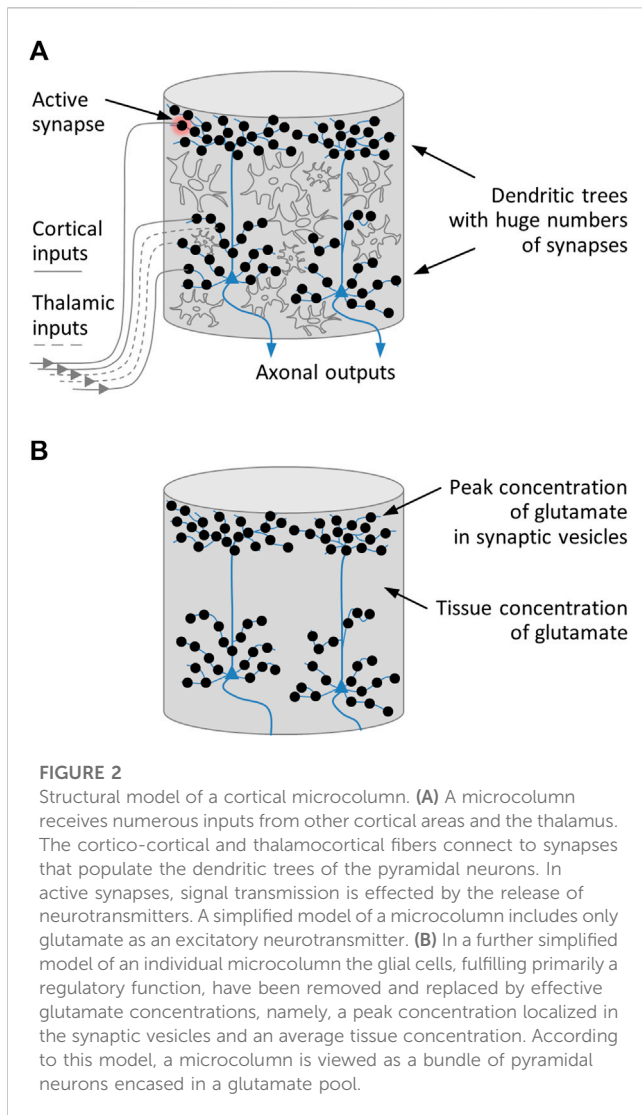 A
Active
synapse
Cortical
inputs
Thalamic
inputs
Dendritic trees
with huge numbers
of synapses
Axonal outputs
B
Peak concentration
of glutamate
in synaptic vesicles
Tissue concentration
of glutamate
FIGURE 2
Structural model of a cortical microcolumn. (A) A microcolumn
receives numerous inputs from other cortical areas and the thalamus.
The cortico-cortical and thalamocortical fibers connect to synapses
that populate the dendritic trees of the pyramidal neurons. In
active synapses, signal transmission is effected by the release of
neurotransmitters. A simplified model of a microcolumn includes only
glutamate as an excitatory neurotransmitter. (B) In a further simplified
model of an individual microcolumn the glial cells, fulfilling primarily a
regulatory function, have been removed and replaced by effective
glutamate concentrations, namely, a peak concentration localized in
the synaptic vesicles and an average tissue concentration. According
to this model, a microcolumn is viewed as a bundle of pyramidal
neurons encased in a glutamate pool.